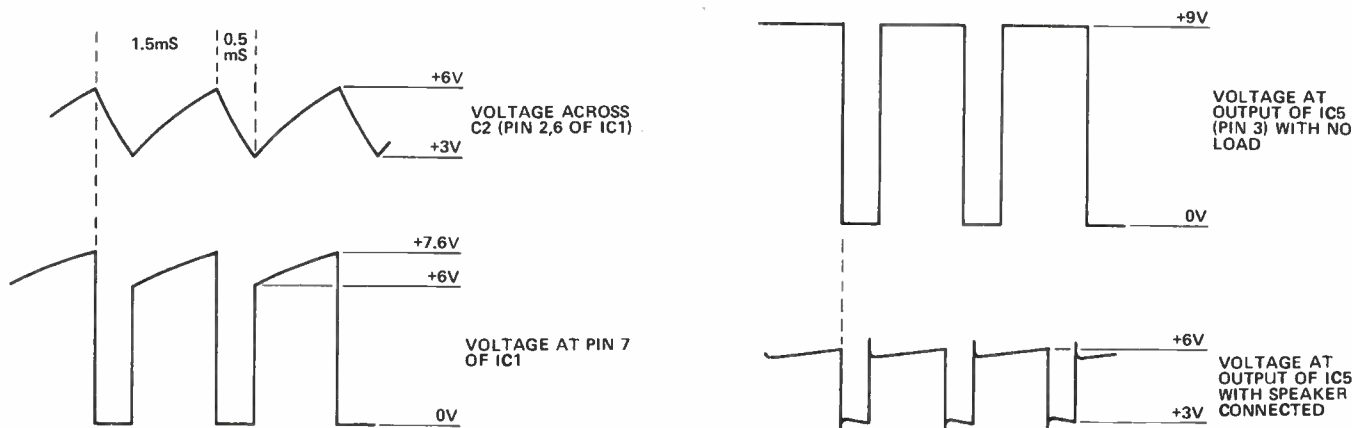 1.5mS
0.5
mS
+6V
VOLTAGE ACROSS
C2 (PIN 2,6 OF IC1)
+3V
+7.6V
+6V
VOLTAGE AT PIN 7
OF IC1
0V
+9V
VOLTAGE AT
OUTPUT OF IC5
(PIN 3) WITH NO
LOAD
0V
+6V
VOLTAGE AT
OUTPUT OF IC5
WITH SPEAKER
CONNECTED
+3V